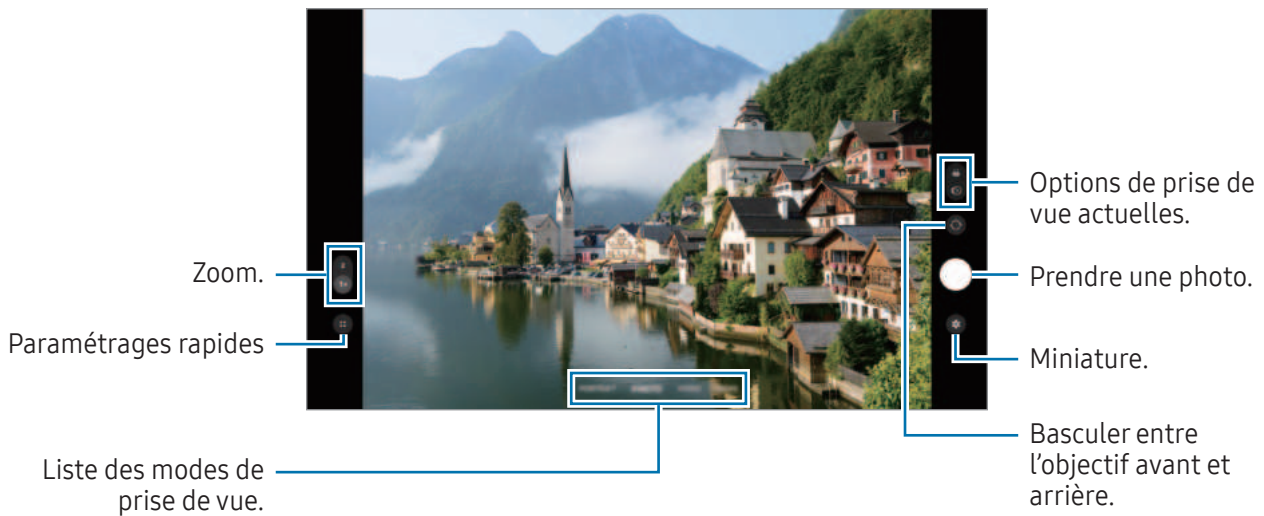 Options de prise de
vue actuelles.
Zoom.
Prendre une photo.
Paramétrages rapides
Miniature.
Liste des modes de
prise de vue.
Basculer entre
l'objectif avant et
arrière.